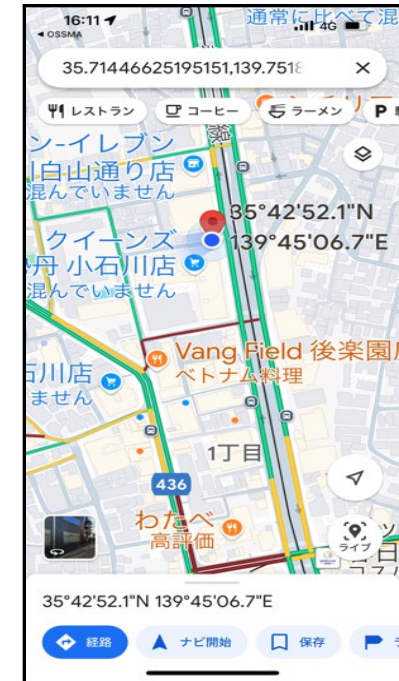 16:11
通常に比べて混
4G
◀ OSSMA
35.71446625195151,139.7518
レストラン
コーヒー
ラーメン
P
ン-イレブン
白山通り店
混んでいません
35°42'52.1"N
139°45'06.7"E
クイーンズ
丹 小石川店
混んでいません
Vang Field 後楽園
ベトナム料理
石川店
ません
1丁目
436
わたべ
高評価
ライブ
35°42'52.1"N 139°45'06.7"E
経路
ナビ開始
保存